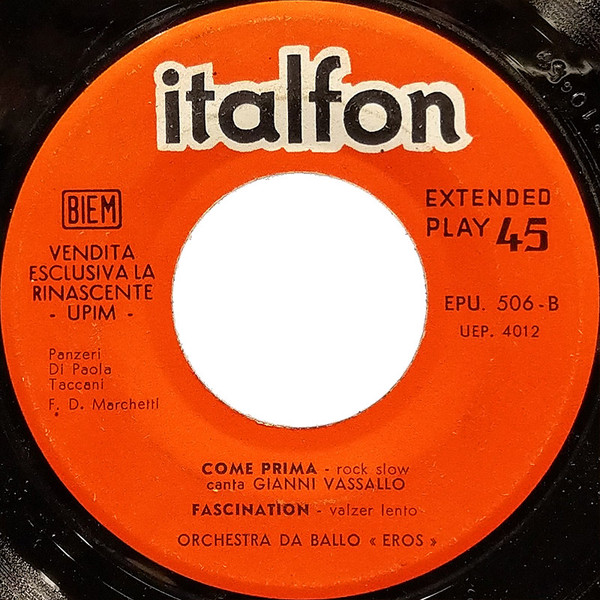 italfon
BIEM
VENDITA
ESCLUSIVA LA
RINASCENTE
- UPIM -
Panzeri
Di Paola
Taccani
F. D. Marchetti
EXTENDED
PLAY 45
EPU. 506-B
UEP. 4012
COME PRIMA - rock slow
canta GIANNI VASSALLO
FASCINATION - valzer lento
ORCHESTRA DA BALLO « EROS »